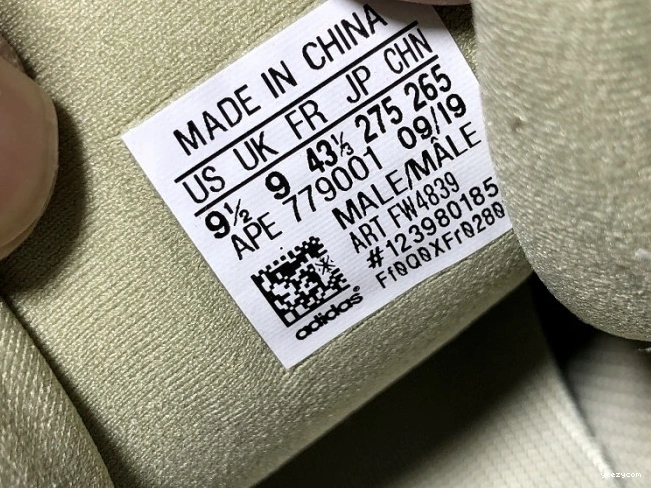 MADE IN CHINA
US UK FR JP CHN
9½ 9 43⅓ 275 265
APE 779001 09/19
MALE/MÂLE
ART FW4839
#123980185
Ff0Q0XFr0280
adidas®